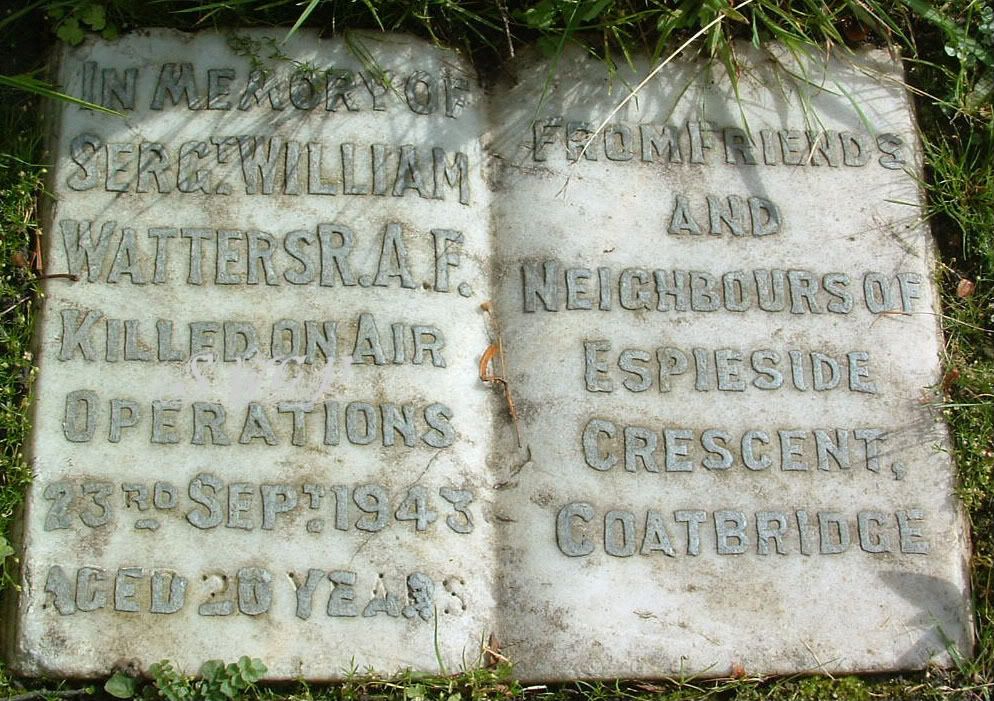 In Memory of
Sergt. William
Watters R.A.F.
Killed on Air
Operations
23rd Sept. 1943
Aged 20 Years
From Friends
and
Neighbours of
Espieside
Crescent,
Coatbridge